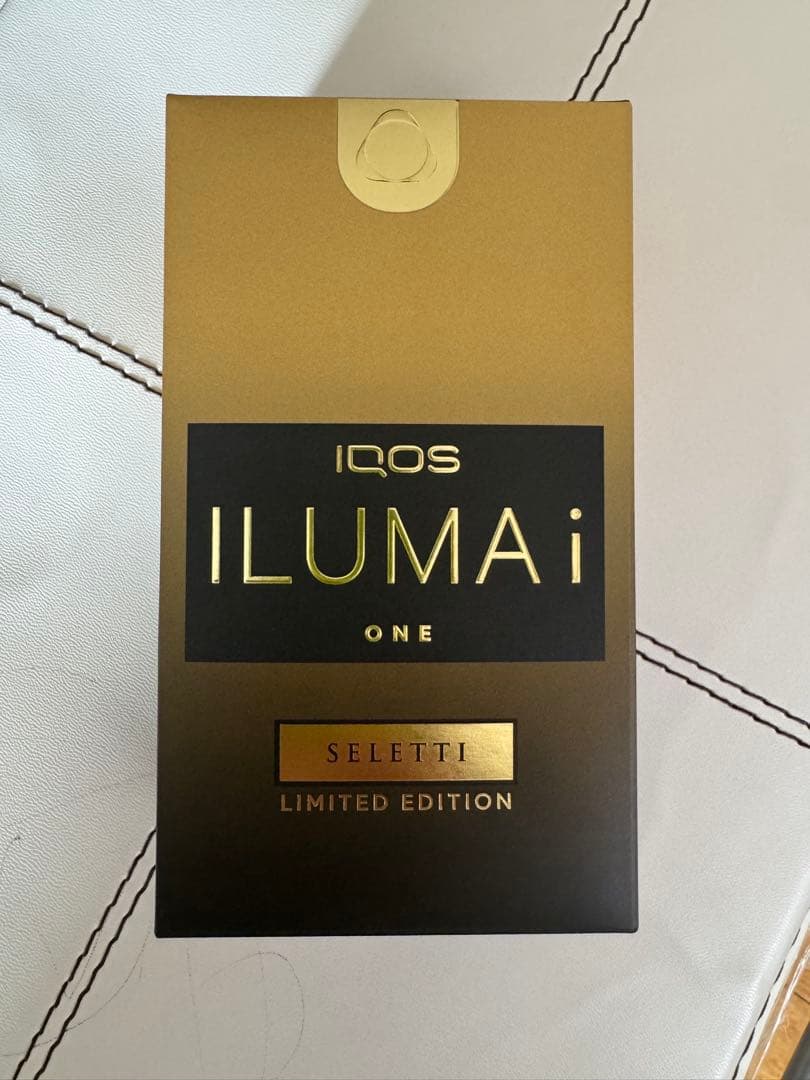 IQOS
ILUMA i
ONE
SELETTI
LIMITED EDITION